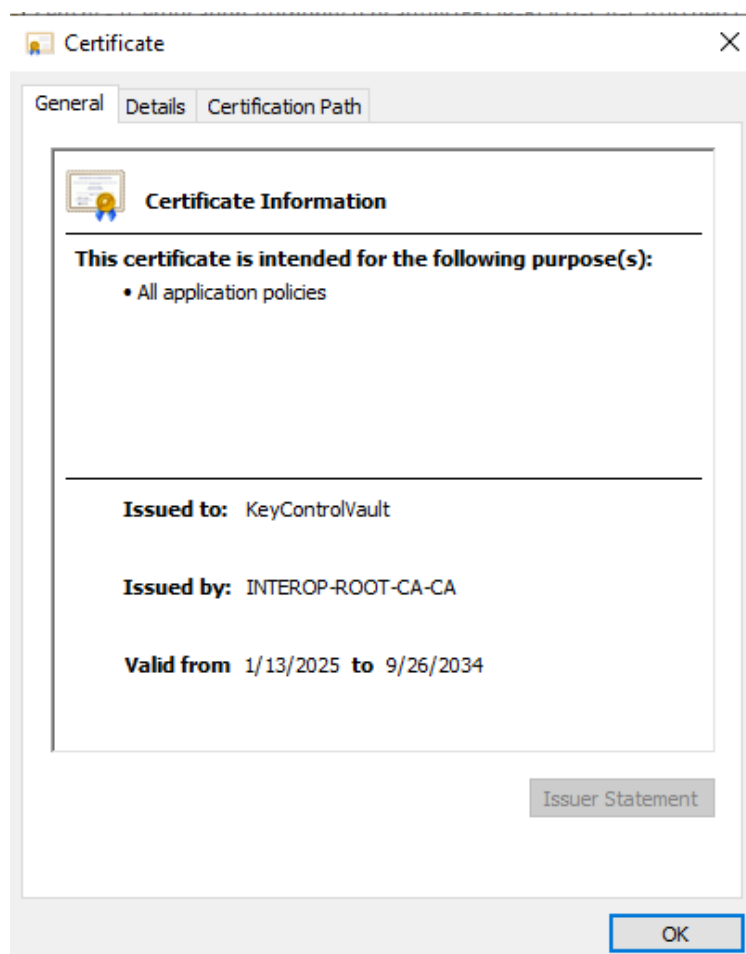 Certificate
General Details Certification Path
Certificate Information
This certificate is intended for the following purpose(s):
• All application policies
Issued to: KeyControlVault
Issued by: INTEROP-ROOT-CA-CA
Valid from 1/13/2025 to 9/26/2034
Issuer Statement
OK